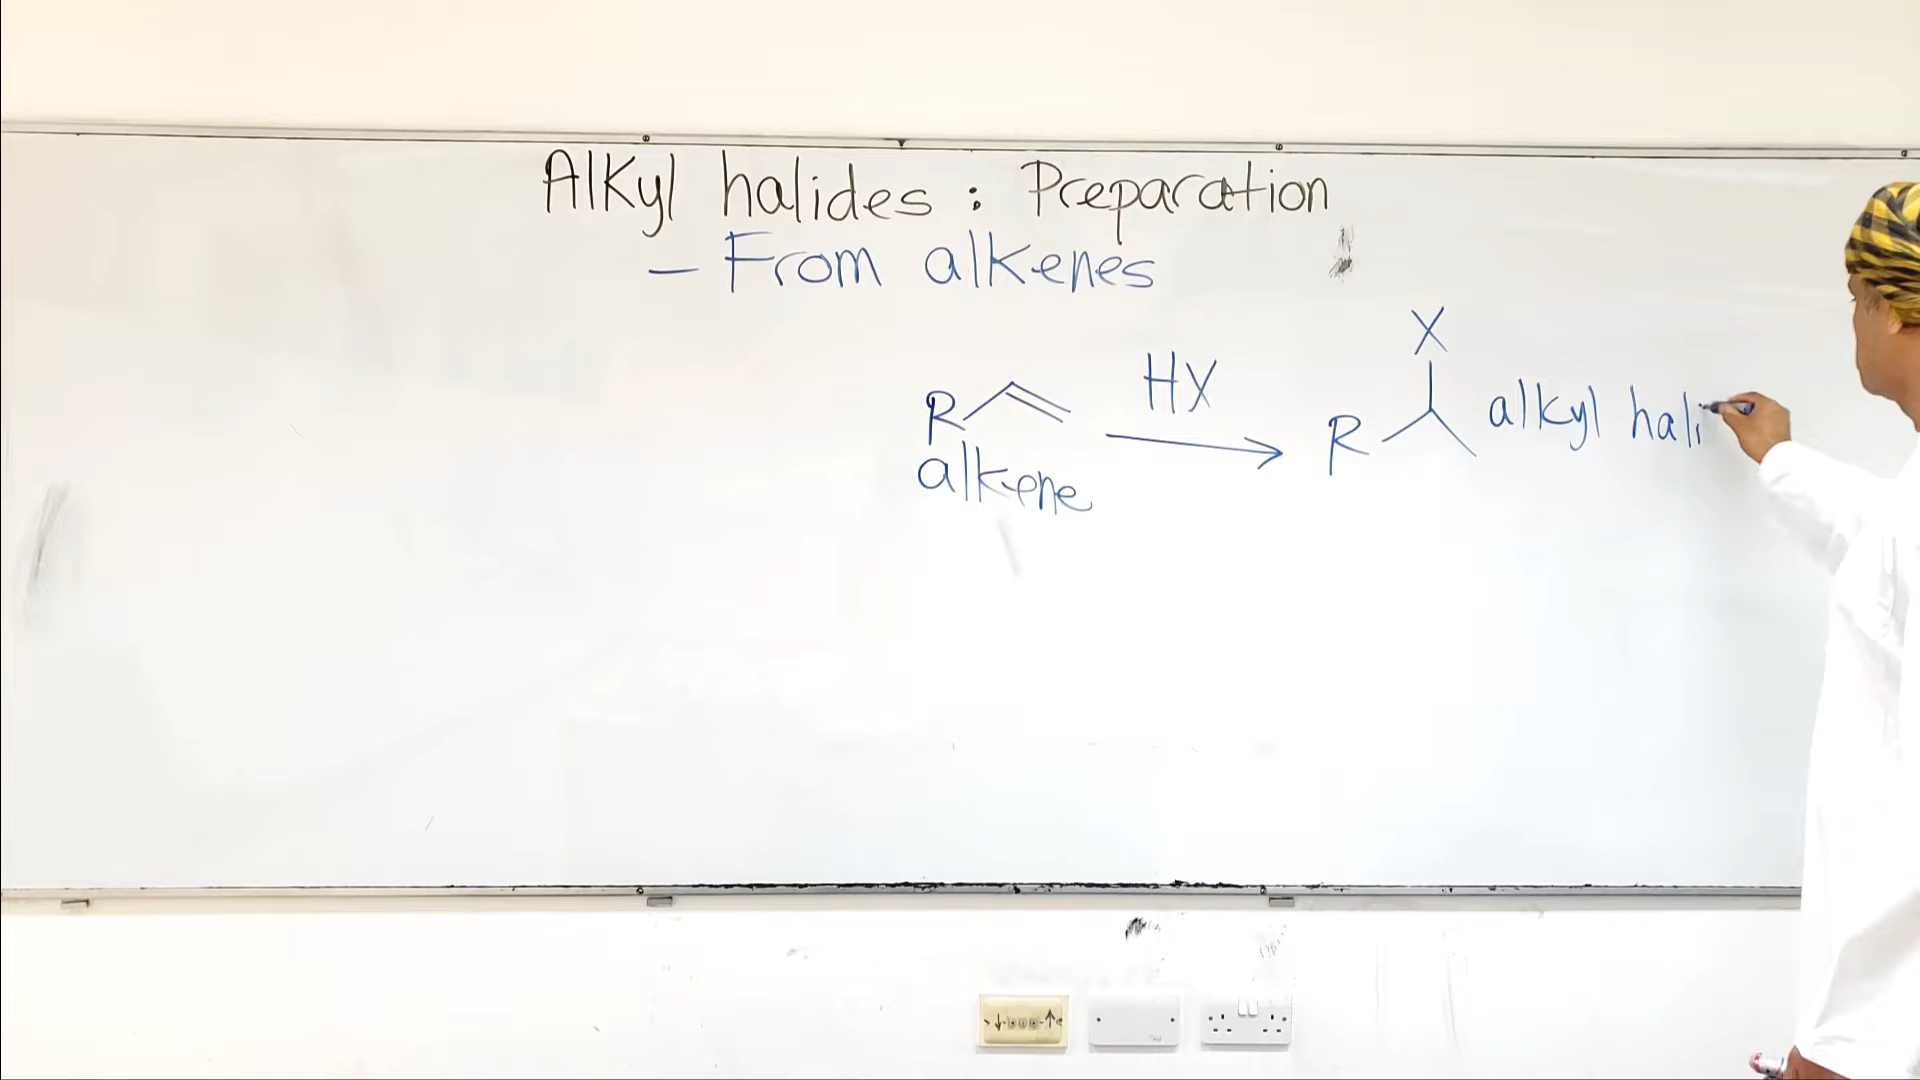 Alkyl halides : Preparation
– From alkenes
X
HX
R
R
alkyl hali
alkene